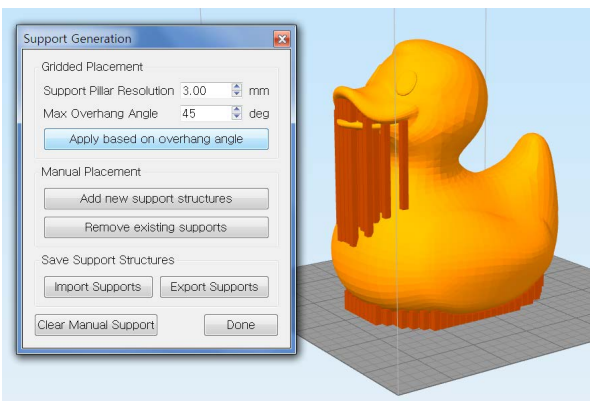 Support Generation
Gridded Placement
Support Pillar Resolution 3.00 mm
Max Overhang Angle 45 deg
Apply based on overhang angle
Manual Placement
Add new support structures
Remove existing supports
Save Support Structures
Import Supports Export Supports
Clear Manual Support Done